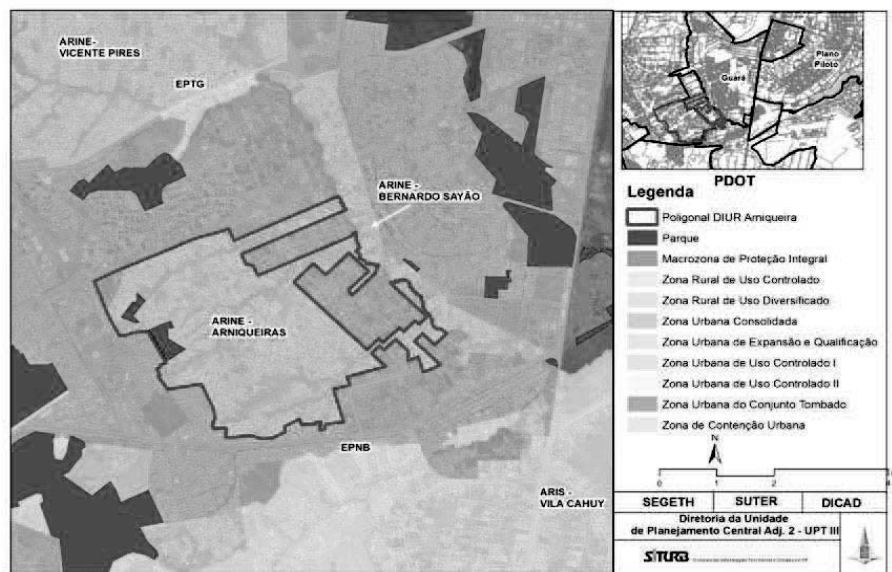 ARINE-
VICENTE PIRES
EPTG
ARINE -
BERNARDO SAYÃO
ARINE -
ARNIQUEIRAS
EPNB
ARIS -
VILA CAHUY
Guará
Plano
Piloto
PDOT
Legenda
Poligonal DIUR Arniqueira
Parque
Macrozona de Proteção Integral
Zona Rural de Uso Controlado
Zona Rural de Uso Diversificado
Zona Urbana Consolidada
Zona Urbana de Expansão e Qualificação
Zona Urbana de Uso Controlado I
Zona Urbana de Uso Controlado II
Zona Urbana do Conjunto Tombado
Zona de Contenção Urbana
N
0 1 2 4
SEGETH SUTER DICAD
Diretoria da Unidade
de Planejamento Central Adj. 2 - UPT III